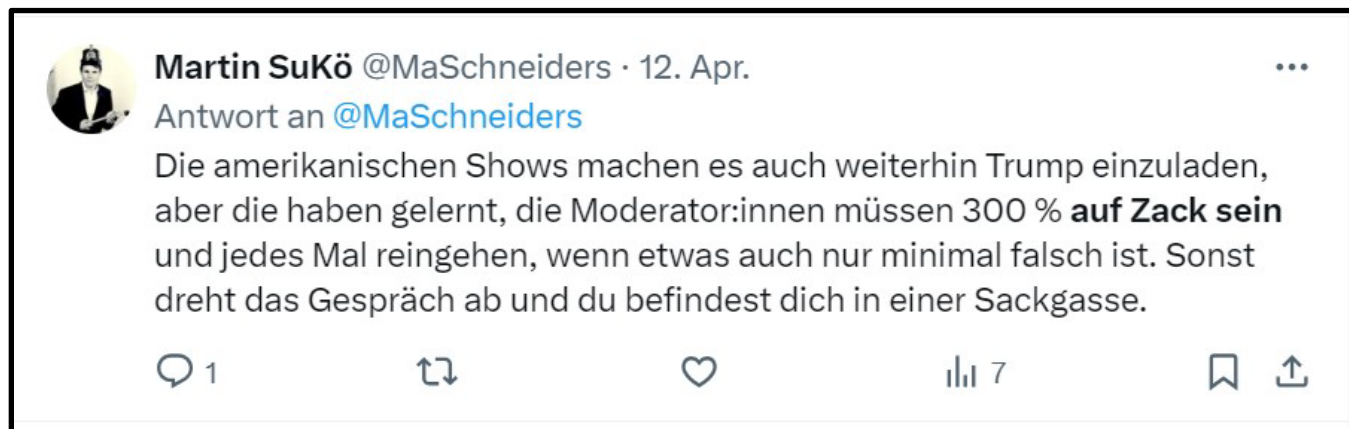 Martin SuKö @MaSchneiders · 12. Apr.
Antwort an @MaSchneiders
Die amerikanischen Shows machen es auch weiterhin Trump einzuladen,
aber die haben gelernt, die Moderator:innen müssen 300 % auf Zack sein
und jedes Mal reingehen, wenn etwas auch nur minimal falsch ist. Sonst
dreht das Gespräch ab und du befindest dich in einer Sackgasse.
1 7